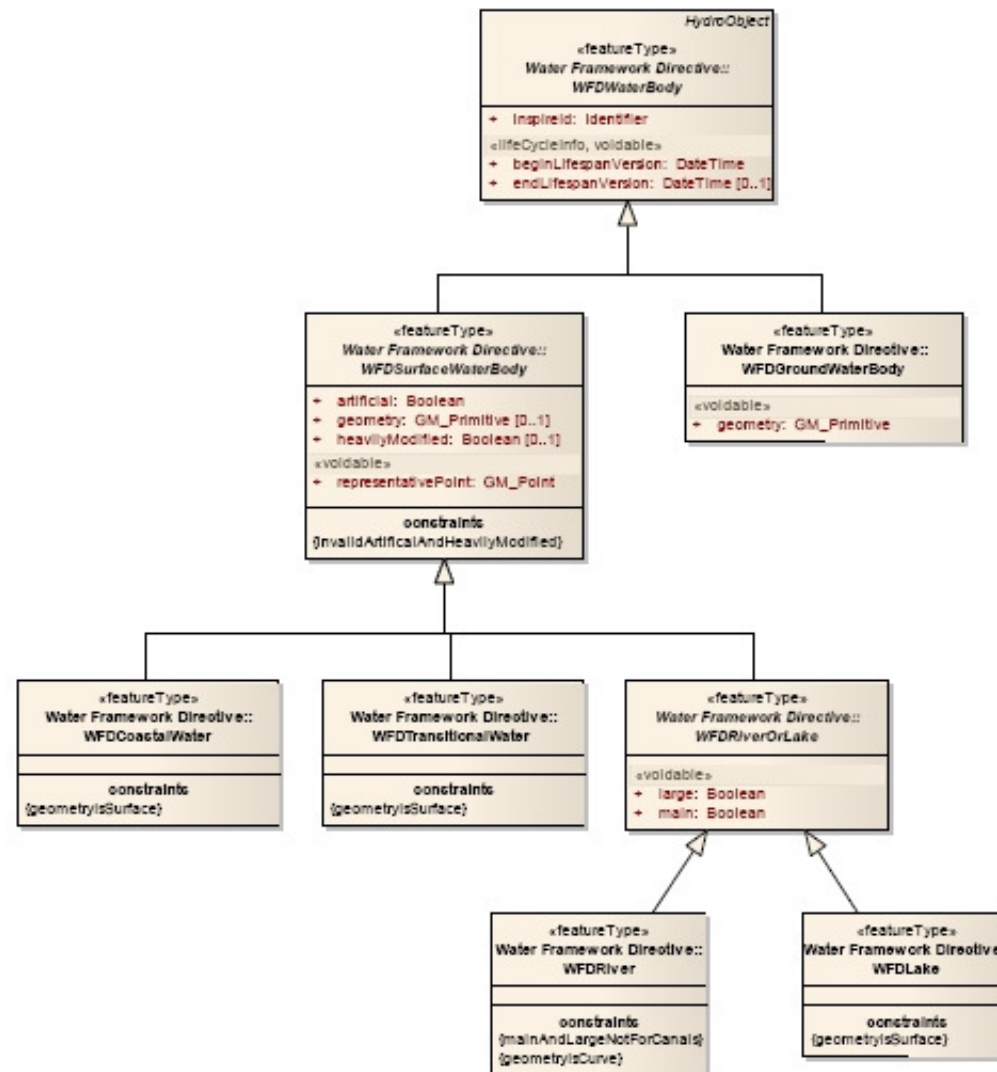 HydroObject
«featureType»
Water Framework Directive::
WFDWaterBody
+ inspireId: Identifier
«lifeCycleInfo, voidable»
+ beginLifespanVersion: DateTime
+ endLifespanVersion: DateTime [0..1]
«featureType»
Water Framework Directive::
WFDSurfaceWaterBody
+ artificial: Boolean
+ geometry: GM_Primitive [0..1]
+ heavilyModified: Boolean [0..1]
«voidable»
+ representativePoint: GM_Point
constraints
{invalidArtificalAndHeavilyModified}
«featureType»
Water Framework Directive::
WFDGroundWaterBody
«voidable»
+ geometry: GM_Primitive
«featureType»
Water Framework Directive::
WFDCoastalWater
constraints
{geometryIsSurface}
«featureType»
Water Framework Directive::
WFDTransitionalWater
constraints
{geometryIsSurface}
«featureType»
Water Framework Directive::
WFDRiverOrLake
«voidable»
+ large: Boolean
+ main: Boolean
«featureType»
Water Framework Directive::
WFDRiver
constraints
{mainAndLargeNotForCanals}
{geometryIsCurve}
«featureType»
Water Framework Directive
WFDLake
constraints
{geometryIsSurface}